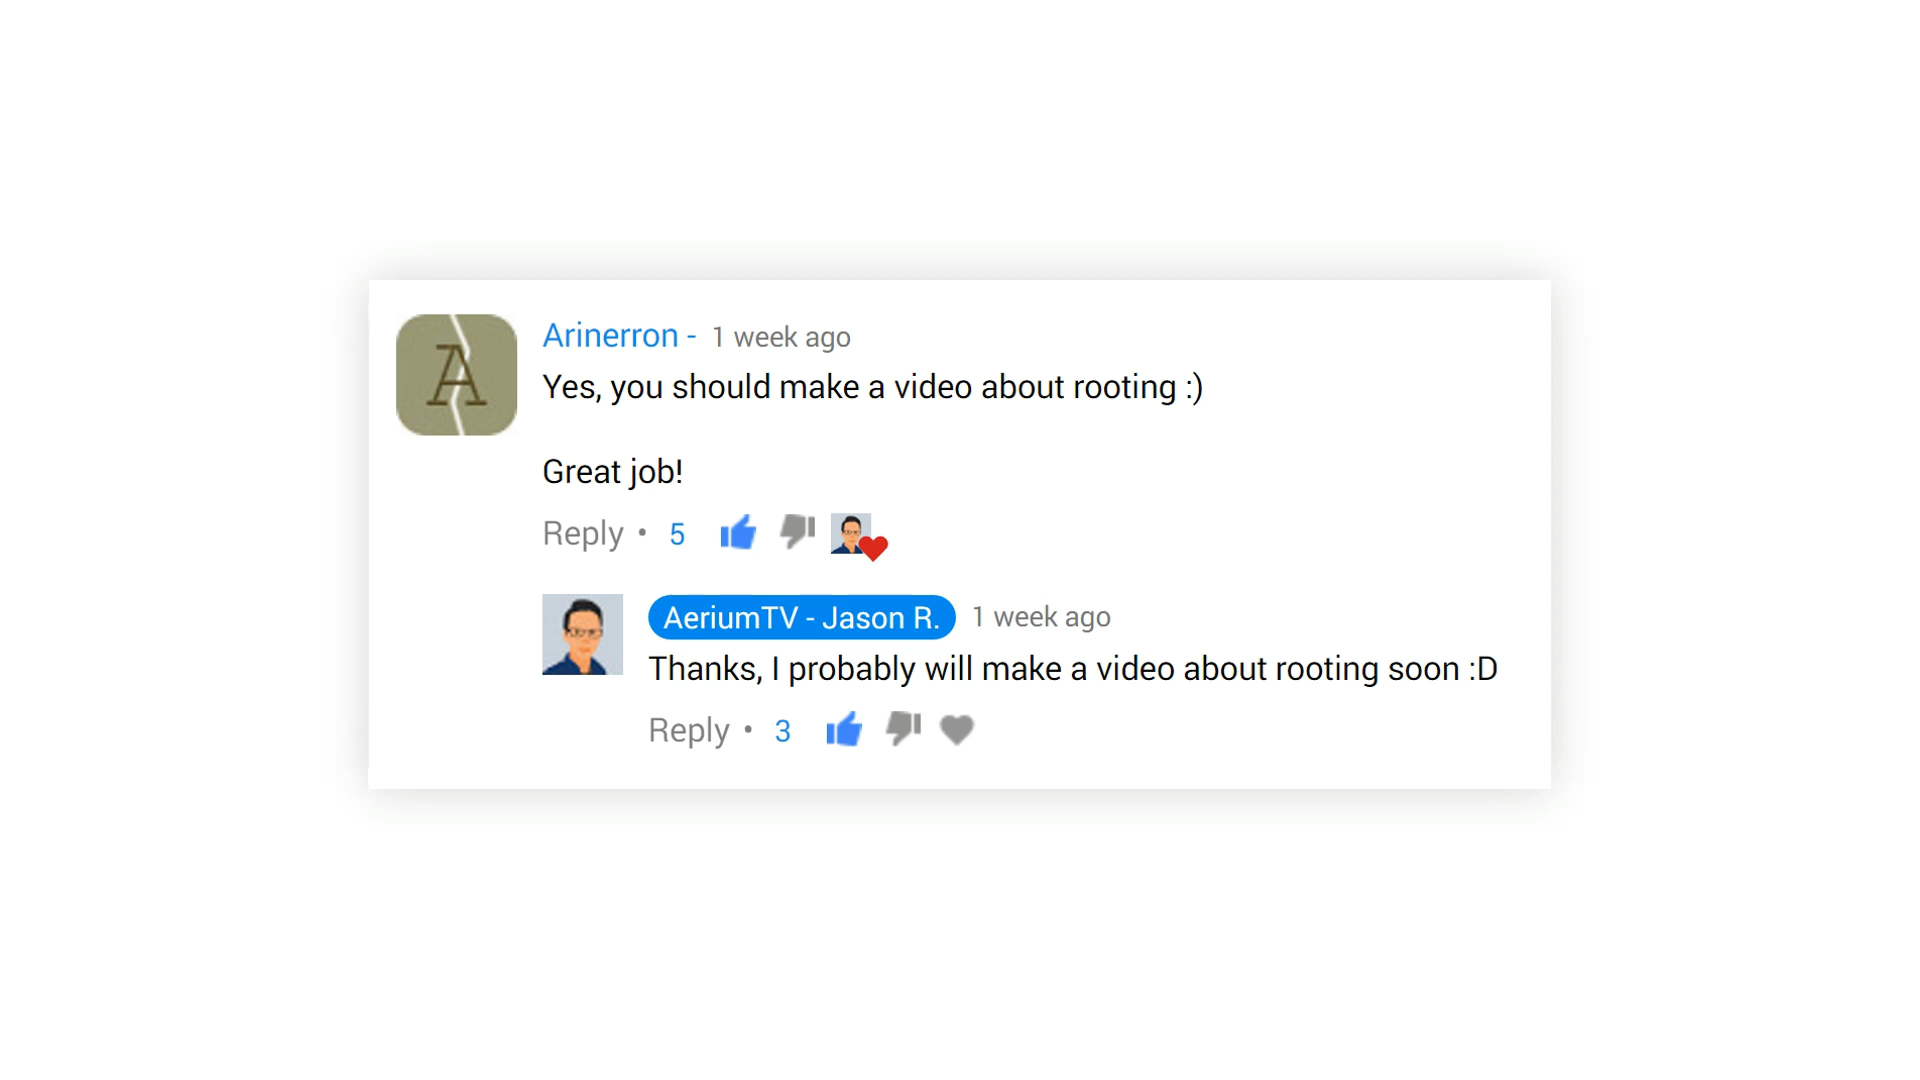 A
Arinerron - 1 week ago
Yes, you should make a video about rooting :)
Great job!
Reply • 5
AeriumTV - Jason R. 1 week ago
Thanks, I probably will make a video about rooting soon :D
Reply • 3